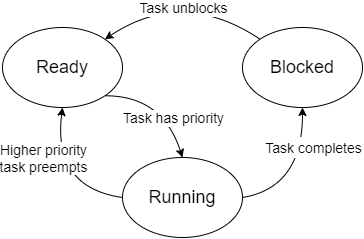 Task unblocks
Ready
Blocked
Task has priority
Higher priority
task preempts
Task completes
Running